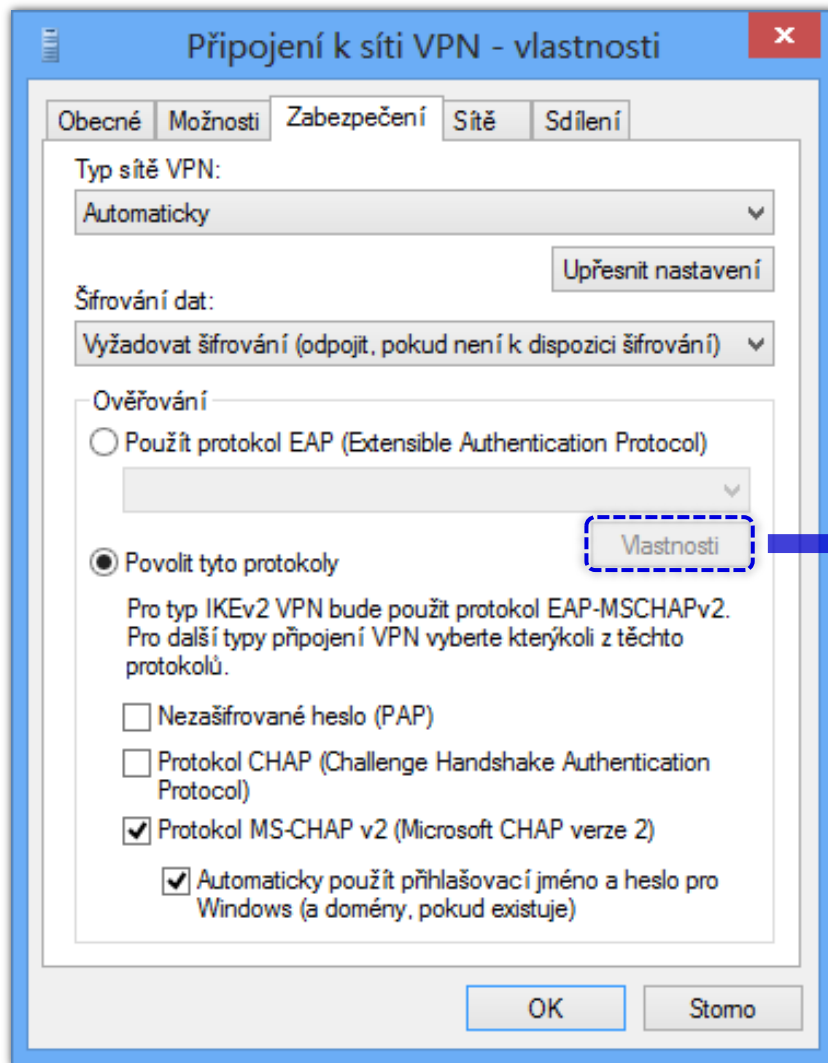 Připojení k síti VPN - vlastnosti
x
Obecné Možnosti Zabezpečení Sítě Sdílení
Typ sítě VPN:
Automaticky
Upřesnit nastavení
Šifrování dat:
Vyžadovat šifrování (odpojit, pokud není k dispozici šifrování)
Ověřování
Použít protokol EAP (Extensible Authentication Protocol)
Vlastnosti
Povolit tyto protokoly
Pro typ IKEv2 VPN bude použit protokol EAP-MSCHAPv2.
Pro další typy připojení VPN vyberte kterýkoli z těchto
protokolů.
Nezašifrované heslo (PAP)
Protokol CHAP (Challenge Handshake Authentication
Protocol)
Protokol MS-CHAP v2 (Microsoft CHAP verze 2)
Automaticky použít přihlašovací jméno a heslo pro
Windows (a domény, pokud existuje)
OK Storno